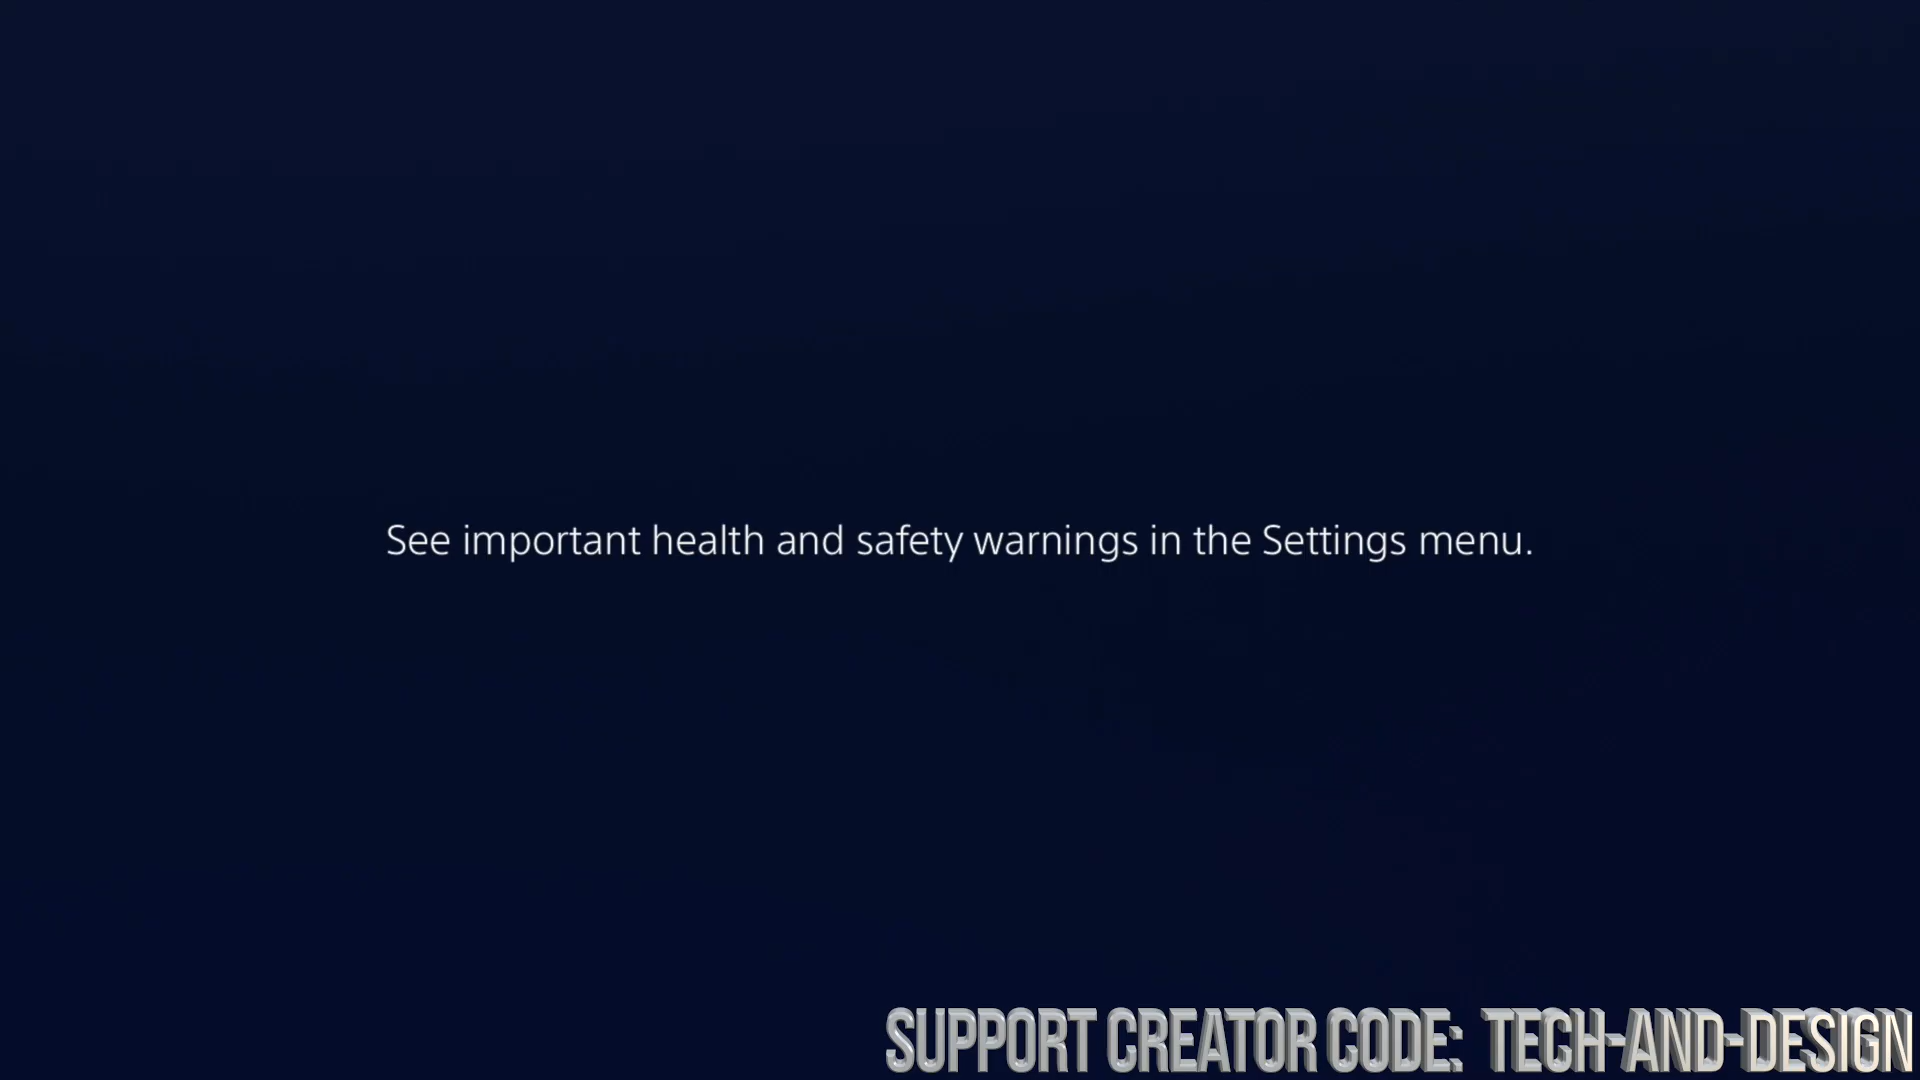 See important health and safety warnings in the Settings menu.
SUPPORT CREATOR CODE: TECH-AND-DESIGN